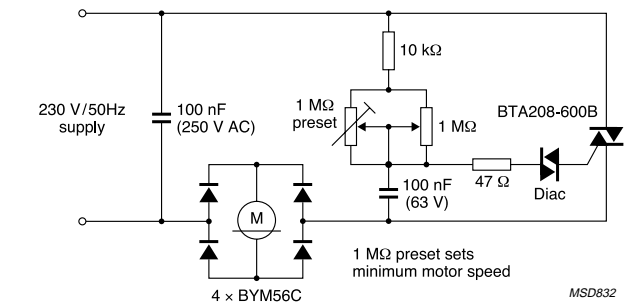 10 kΩ
230 V/50Hz
supply
100 nF
(250 V AC)
1 MΩ
preset
1 MΩ
BTA208-600B
47 Ω
Diac
100 nF
(63 V)
M
1 MΩ preset sets
minimum motor speed
4 × BYM56C
MSD832